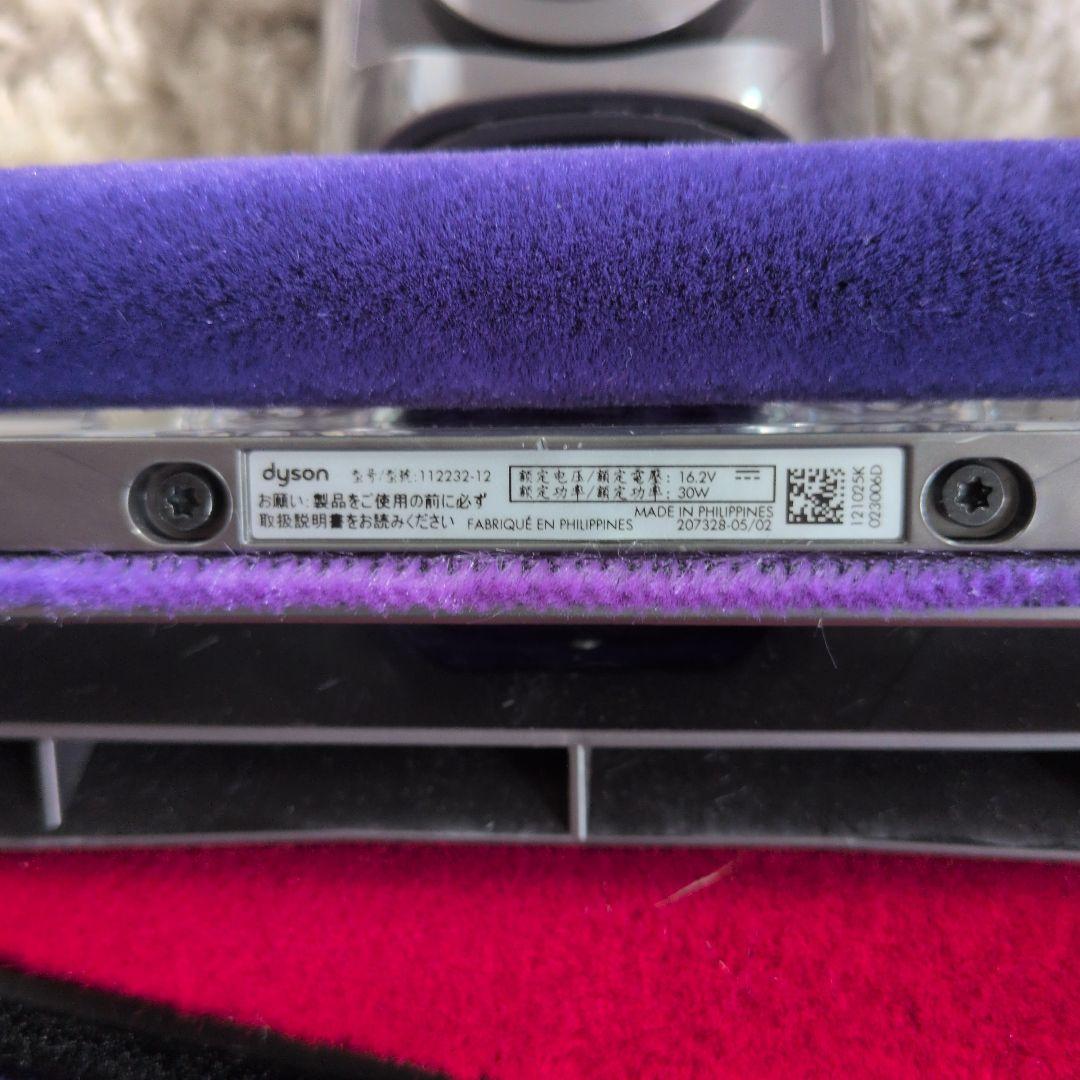 dyson 型号/型號:112232-12
お願い:製品をご使用の前に必ず
取扱説明書をお読みください FABRIQUÉ EN PHILIPPINES
額定电压/額定電壓:16.2V
額定功率/額定功率:30W
MADE IN PHILIPPINES
207328-05/02
121025K
023006D